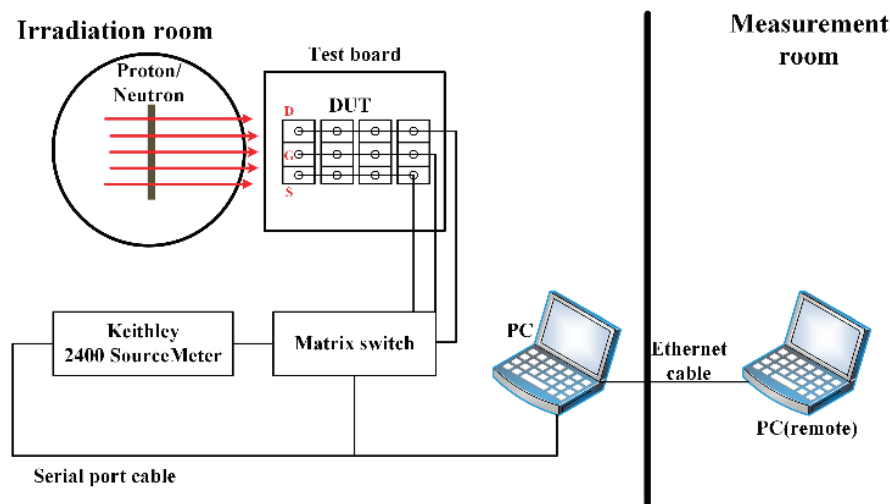 Irradiation room
Measurement
room
Test board
Proton/
Neutron
DUT
D
G
S
Keithley
2400 SourceMeter
Matrix switch
PC
Ethernet
cable
PC(remote)
Serial port cable